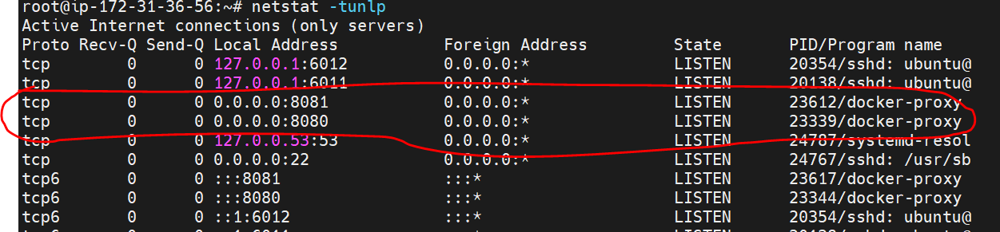 root@ip-172-31-36-56:~# netstat -tunlp
Active Internet connections (only servers)
Proto Recv-Q Send-Q Local Address           Foreign Address         State       PID/Program name
tcp        0      0 127.0.0.1:6012          0.0.0.0:*               LISTEN      20354/sshd: ubuntu@
tcp        0      0 127.0.0.1:6011          0.0.0.0:*               LISTEN      20138/sshd: ubuntu@
tcp        0      0 0.0.0.0:8081            0.0.0.0:*               LISTEN      23612/docker-proxy
tcp        0      0 0.0.0.0:8080            0.0.0.0:*               LISTEN      23339/docker-proxy
tcp        0      0 127.0.0.53:53           0.0.0.0:*               LISTEN      24787/systemd-resol
tcp        0      0 0.0.0.0:22              0.0.0.0:*               LISTEN      24767/sshd: /usr/sb
tcp6       0      0 :::8081                 :::*                    LISTEN      23617/docker-proxy
tcp6       0      0 :::8080                 :::*                    LISTEN      23344/docker-proxy
tcp6       0      0 ::1:6012                :::*                    LISTEN      20354/sshd: ubuntu@